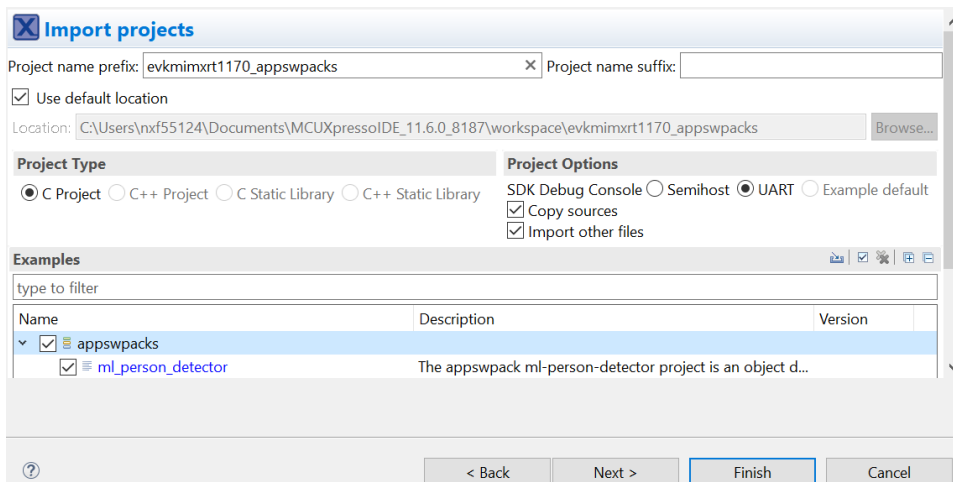 Import projects
Project name prefix: evkmimxrt1170_appswpacks Project name suffix:
Use default location
Location: C:\Users\nxf55124\Documents\MCUXpressoIDE_11.6.0_8187\workspace\evkmimxrt1170_appswpacks Browse...
Project Type Project Options
C Project C++ Project C Static Library C++ Static Library SDK Debug Console Semihost UART Example default
Copy sources
Import other files
Examples
type to filter
Name Description Version
appswpacks
ml_person_detector The appswpack ml-person-detector project is an object d...
< Back Next > Finish Cancel